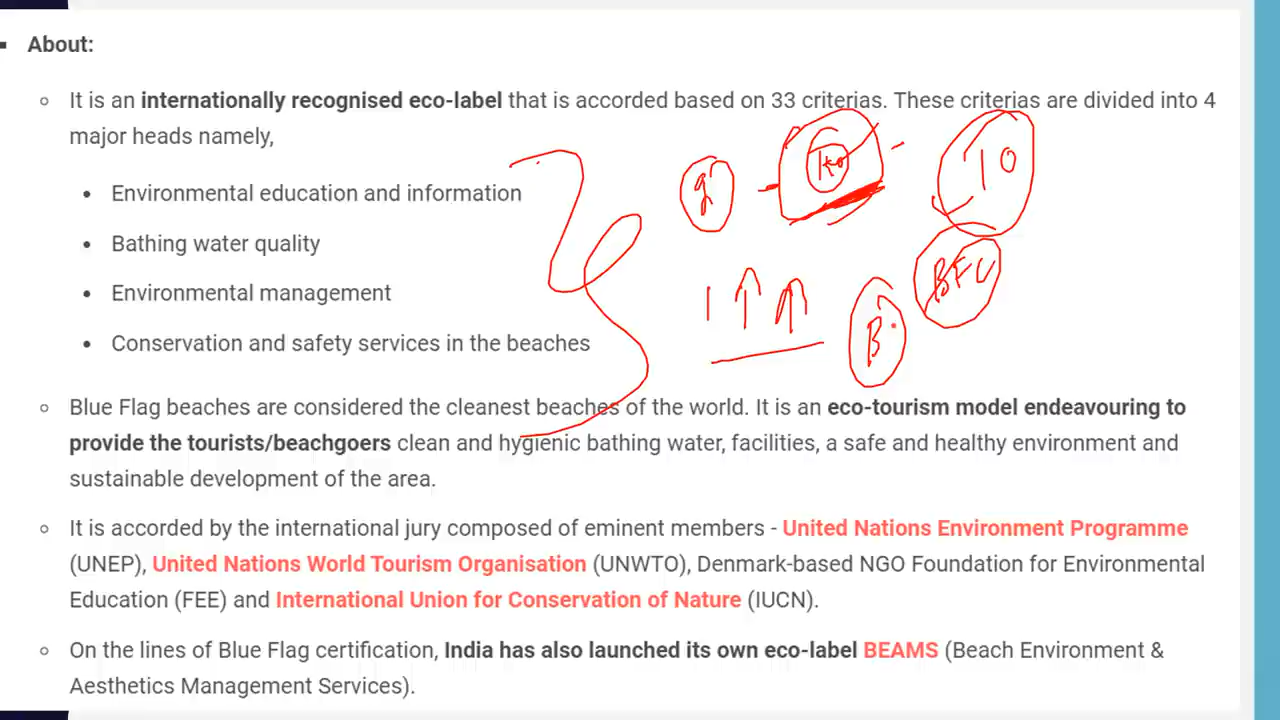 About:
It is an internationally recognised eco-label that is accorded based on 33 criterias. These criterias are divided into 4
major heads namely,
Environmental education and information
Bathing water quality
Environmental management
Conservation and safety services in the beaches
10
BFC
B
Blue Flag beaches are considered the cleanest beaches of the world. It is an eco-tourism model endeavouring to
provide the tourists/beachgoers clean and hygienic bathing water, facilities, a safe and healthy environment and
sustainable development of the area.
It is accorded by the international jury composed of eminent members - United Nations Environment Programme
(UNEP), United Nations World Tourism Organisation (UNWTO), Denmark-based NGO Foundation for Environmental
Education (FEE) and International Union for Conservation of Nature (IUCN).
On the lines of Blue Flag certification, India has also launched its own eco-label BEAMS (Beach Environment &
Aesthetics Management Services).